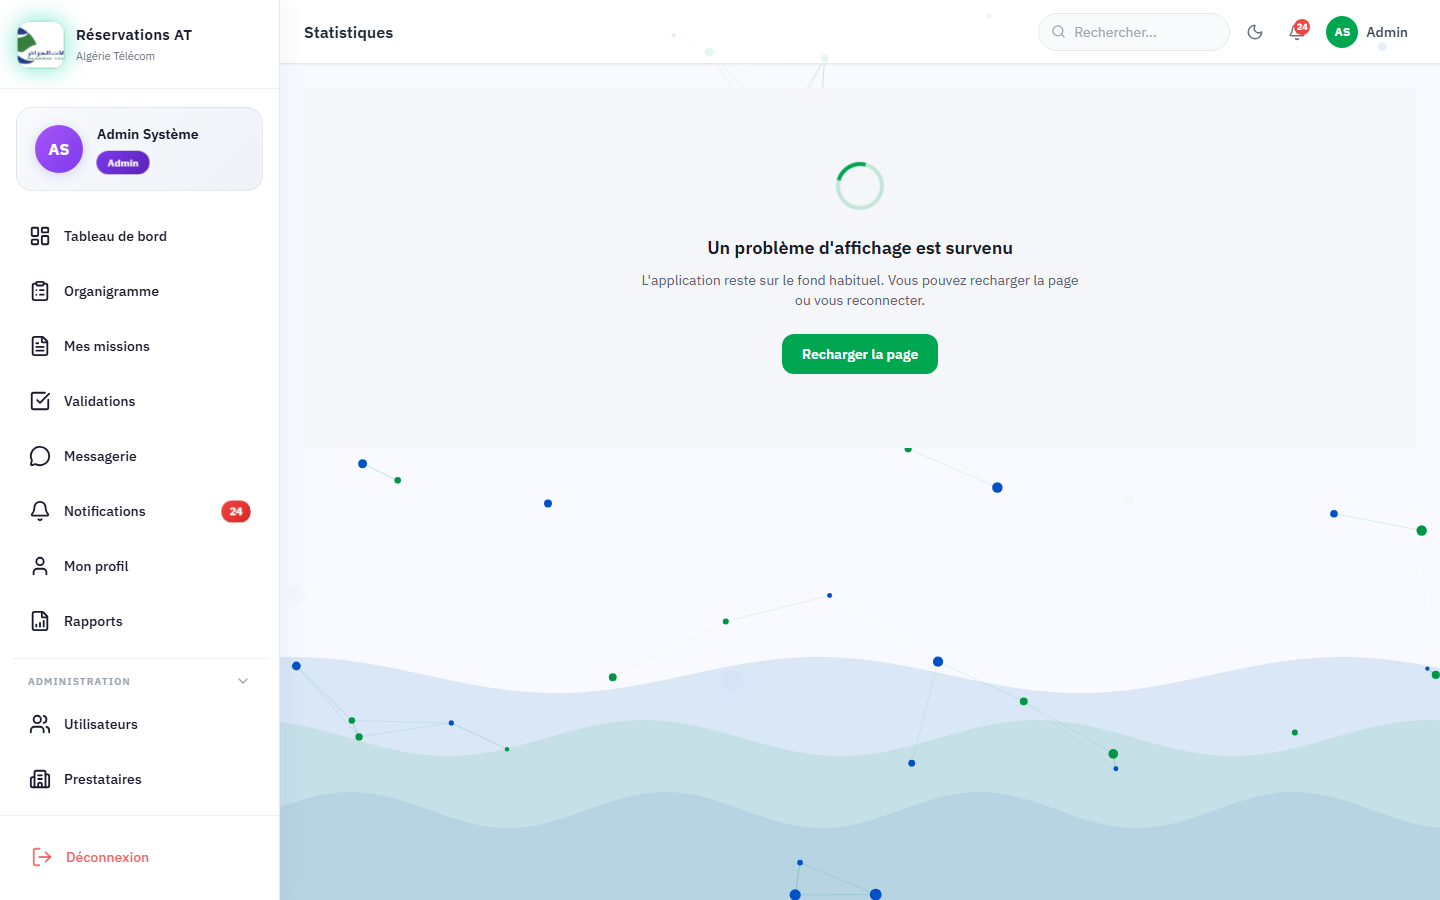 Réservations AT
Algérie Télécom
Statistiques
Rechercher...
24
AS
Admin
AS
Admin Système
Admin
Tableau de bord
Organigramme
Mes missions
Validations
Messagerie
Notifications
24
Mon profil
Rapports
ADMINISTRATION
Utilisateurs
Prestataires
Déconnexion
Un problème d'affichage est survenu
L'application reste sur le fond habituel. Vous pouvez recharger la page
ou vous reconnecter.
Recharger la page